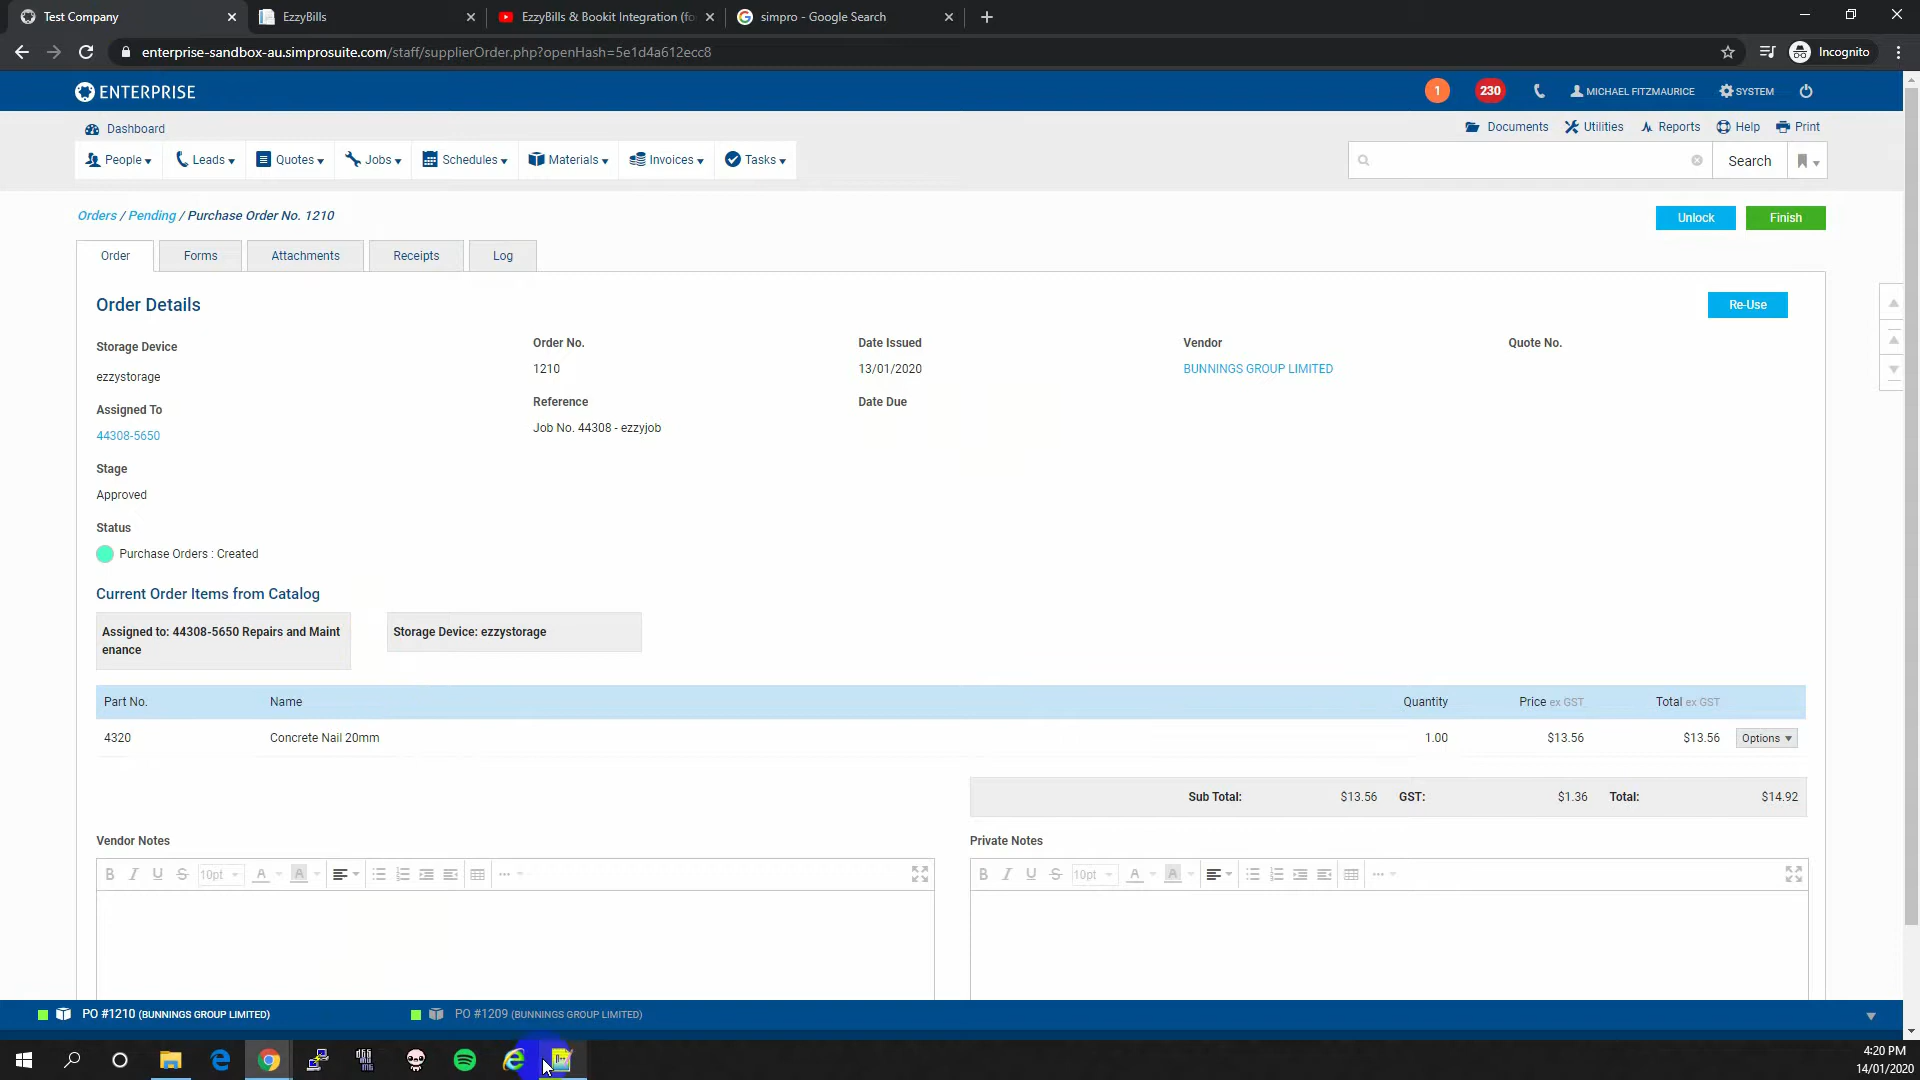 Test Company
EzzyBills
EzzyBills & Bookit Integration (fo
simpro - Google Search
enterprise-sandbox-au.simprosuite.com/staff/supplierOrder.php?openHash=5e1d4a612ecc8
Incognito
ENTERPRISE
1
230
MICHAEL FITZMAURICE
SYSTEM
Dashboard
Documents
Utilities
Reports
Help
Print
People
Leads
Quotes
Jobs
Schedules
Materials
Invoices
Tasks
Search
Orders / Pending / Purchase Order No. 1210
Unlock
Finish
Order
Forms
Attachments
Receipts
Log
Order Details
Re-Use
Storage Device
ezzystorage
Order No.
1210
Date Issued
13/01/2020
Vendor
BUNNINGS GROUP LIMITED
Quote No.
Assigned To
44308-5650
Reference
Job No. 44308 - ezzyjob
Date Due
Stage
Approved
Status
Purchase Orders : Created
Current Order Items from Catalog
Assigned to: 44308-5650 Repairs and Maint
enance
Storage Device: ezzystorage
Part No. Name Quantity Price ex GST Total ex GST
4320 Concrete Nail 20mm 1.00 $13.56 $13.56 Options
Sub Total: $13.56 GST: $1.36 Total: $14.92
Vendor Notes
Private Notes
B I U S 10pt A A
B I U S 10pt A A
PO #1210 (BUNNINGS GROUP LIMITED)
PO #1209 (BUNNINGS GROUP LIMITED)
4:20 PM
14/01/2020